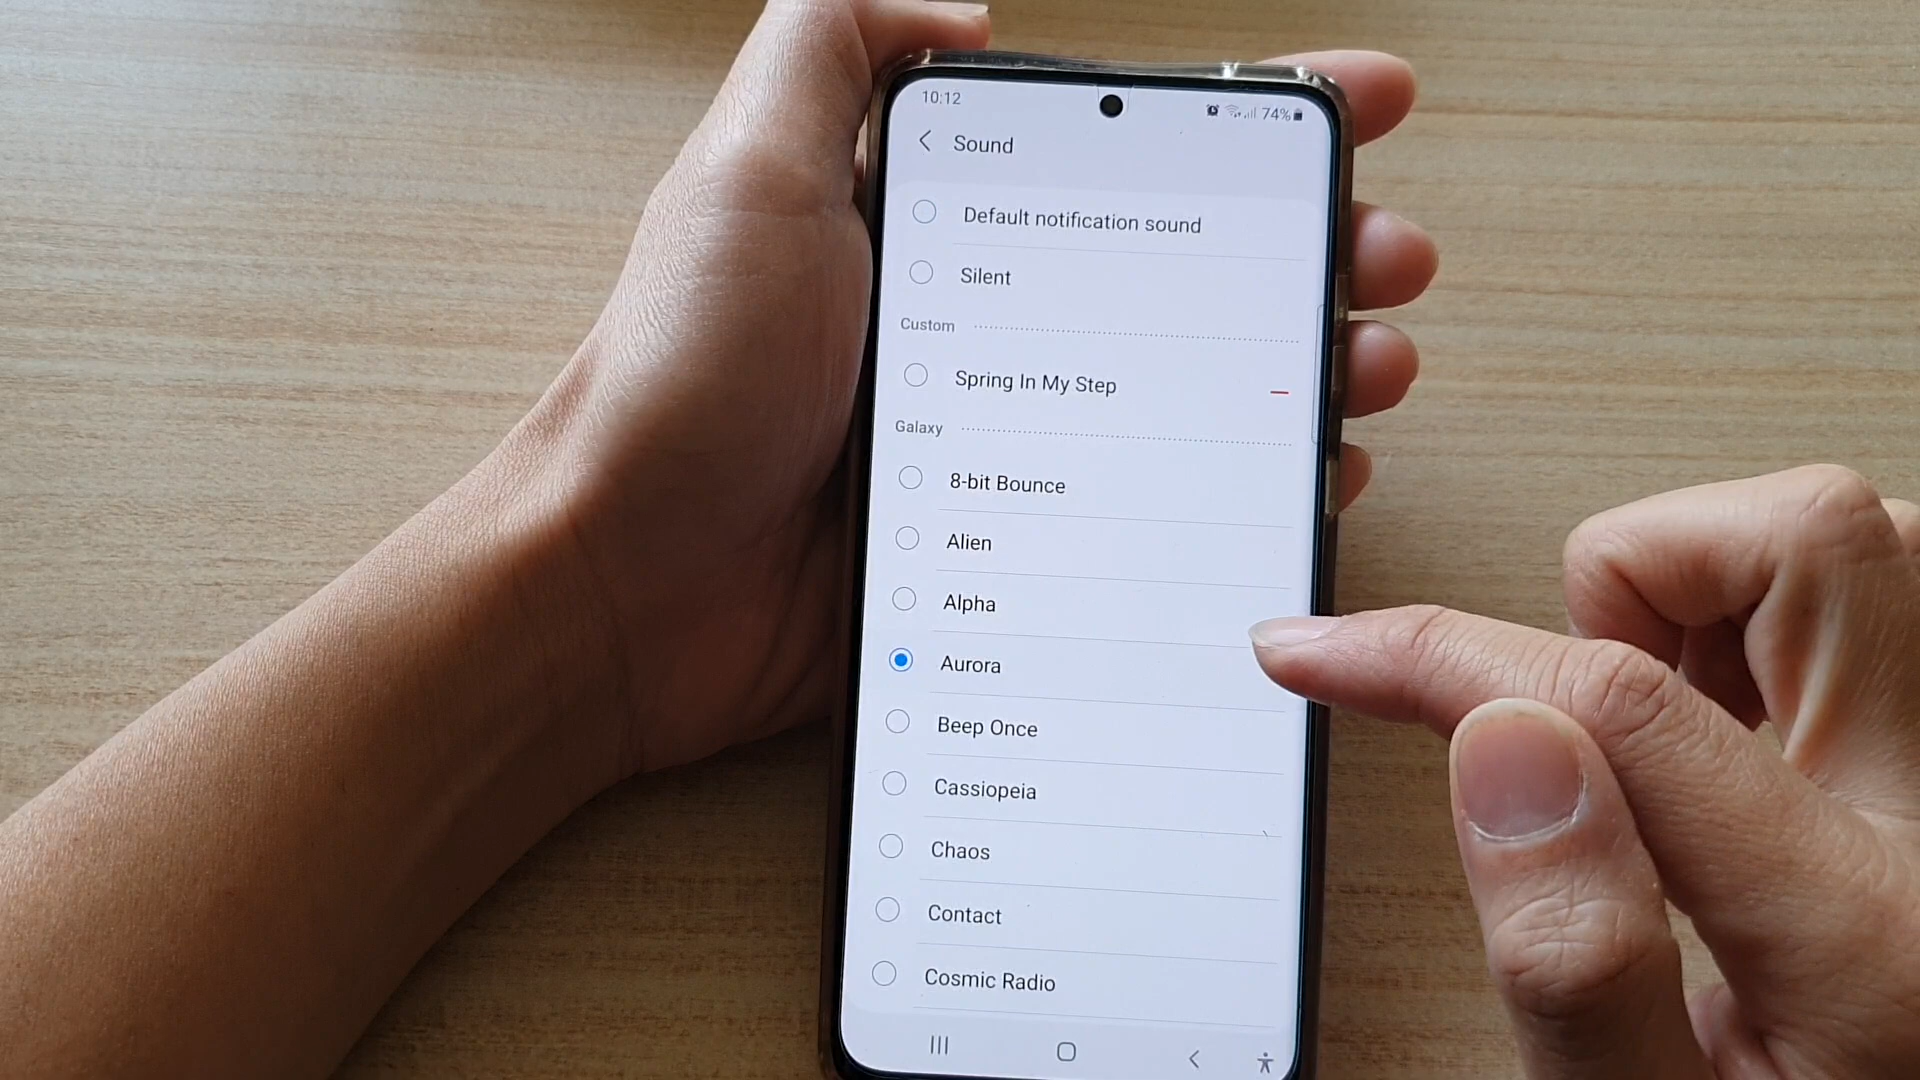 10:12
74%
Sound
Default notification sound
Silent
Custom
Spring In My Step
Galaxy
8-bit Bounce
Alien
Alpha
Aurora
Beep Once
Cassiopeia
Chaos
Contact
Cosmic Radio